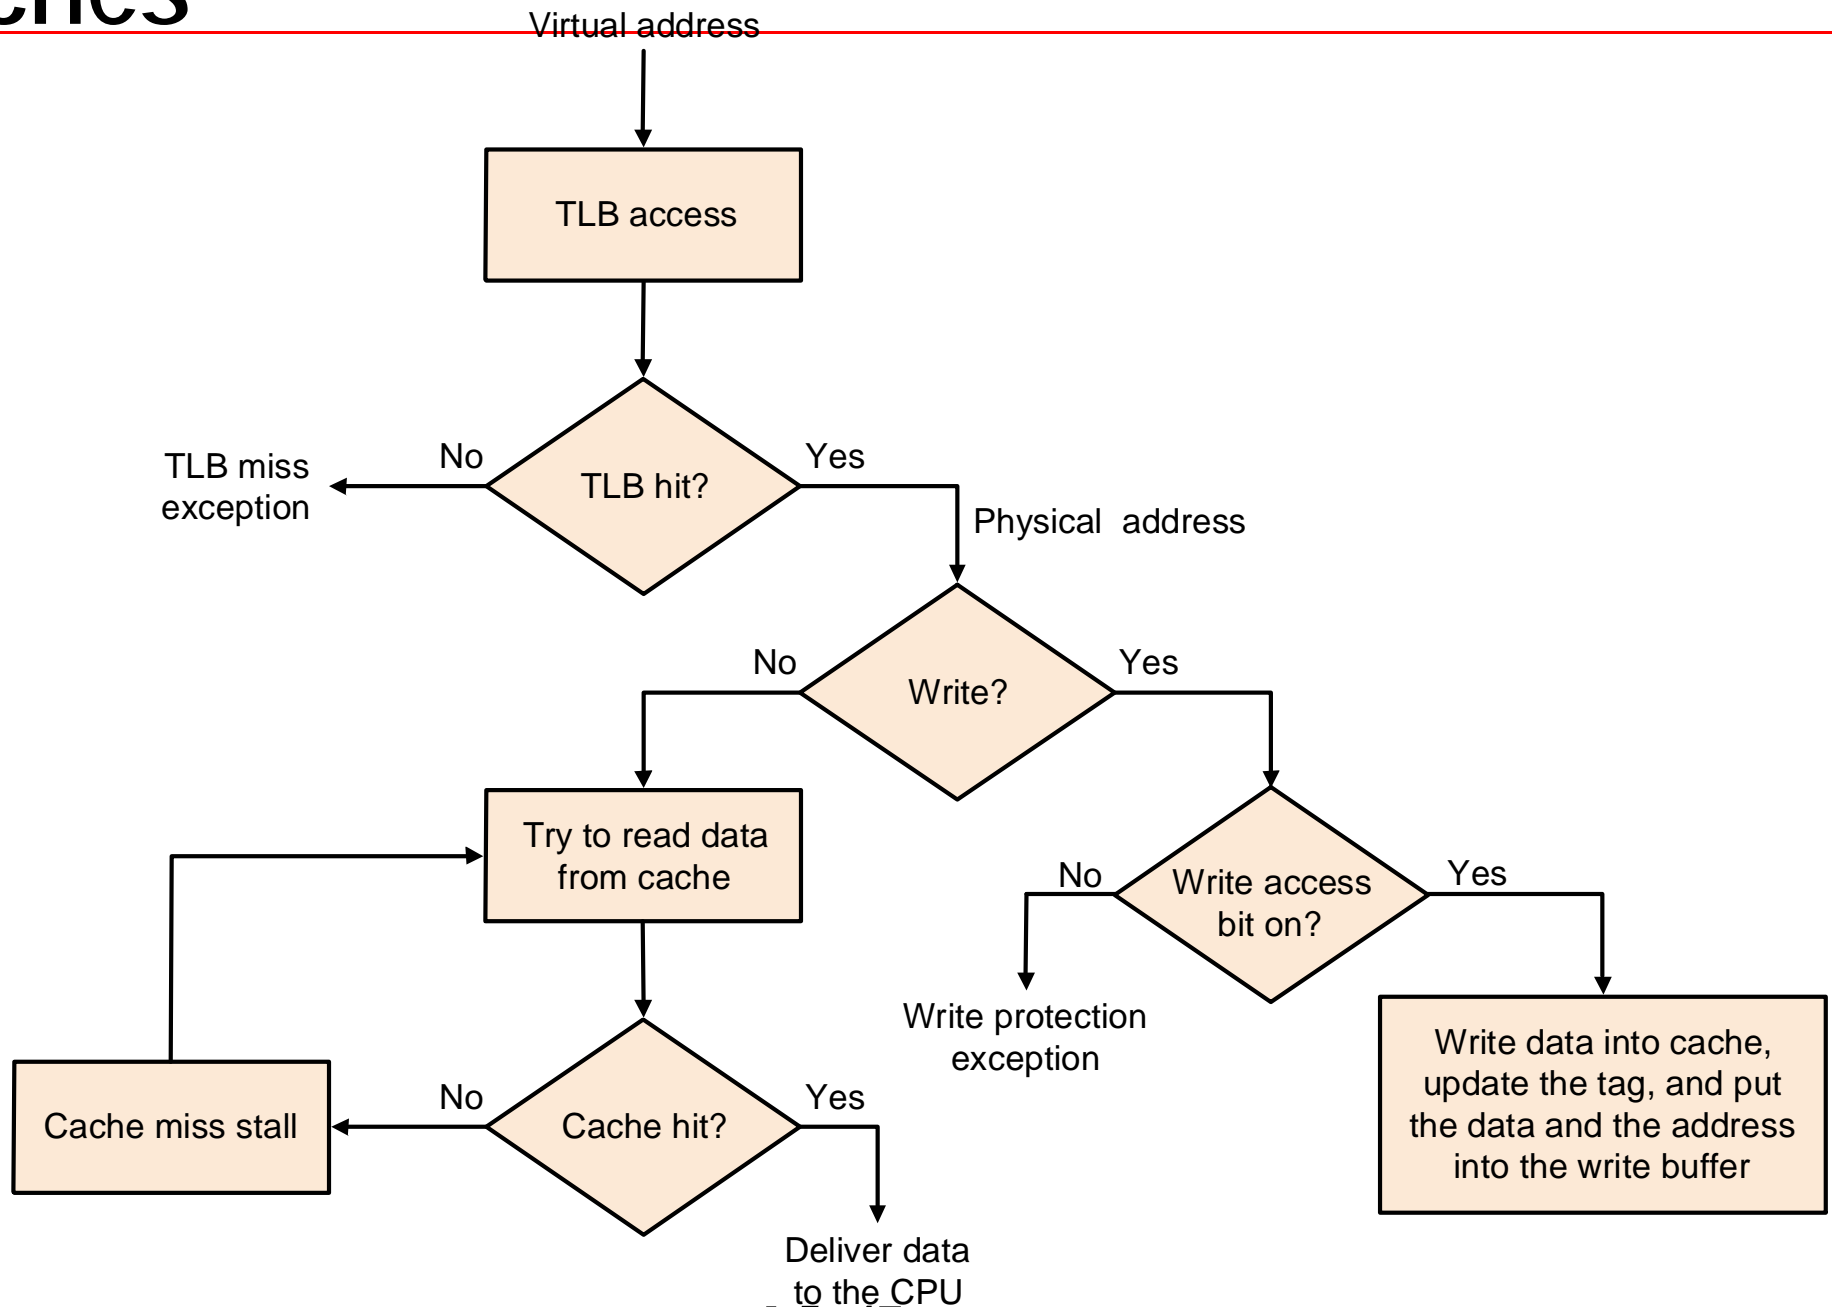 Virtual address
TLB access
No
Yes
TLB miss
exception
TLB hit?
Physical address
No
Yes
Write?
Try to read data
from cache
No
Yes
Write access
bit on?
Write protection
exception
No
Yes
Cache miss stall
Cache hit?
Write data into cache,
update the tag, and put
the data and the address
into the write buffer
Deliver data
to the CPU